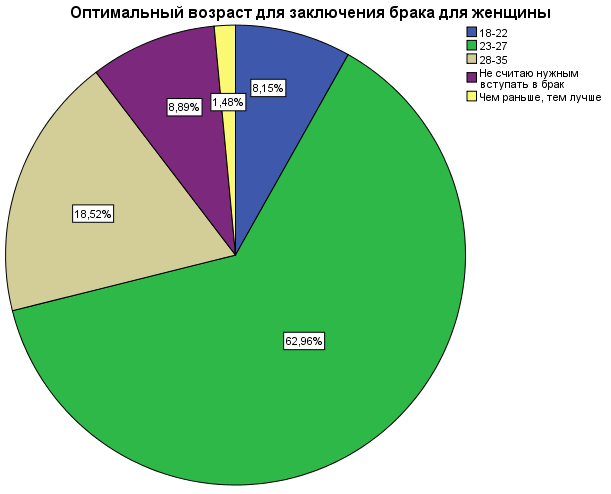 Оптимальный возраст для заключения брака для женщины
18-22
23-27
28-35
Не считаю нужным
вступать в брак
Чем раньше, тем лучше
8,15%
1,48%
8,89%
18,52%
62,96%